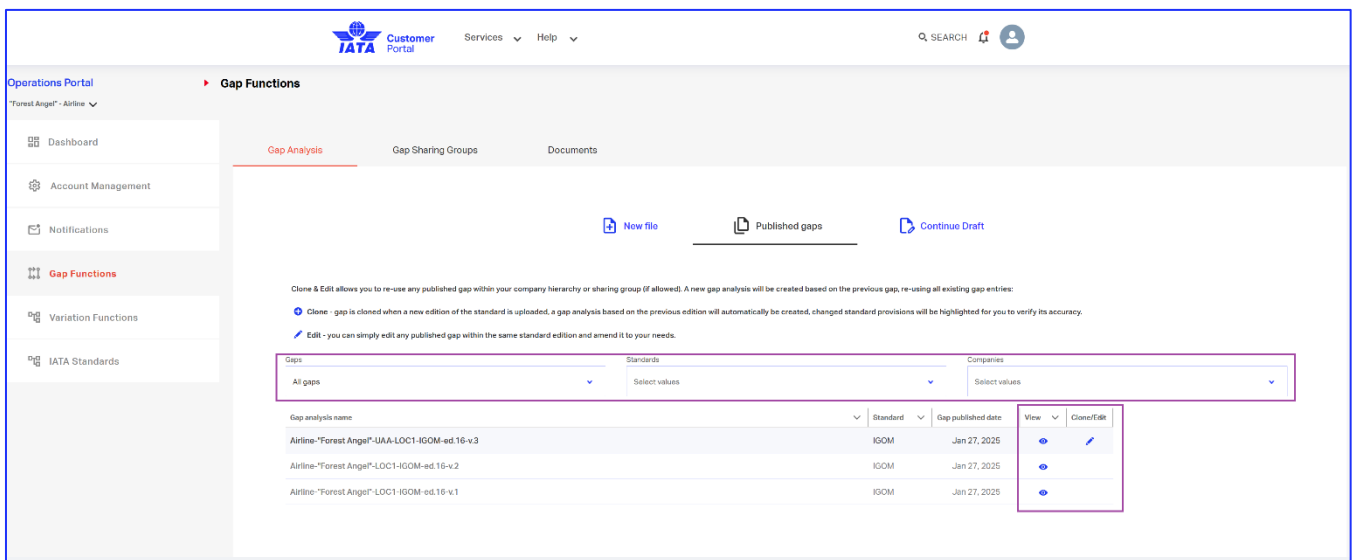 IATA Customer Portal
Services
Help
SEARCH
Operations Portal
Gap Functions
"Forest Angel" - Airline
Dashboard
Account Management
Notifications
Gap Functions
Variation Functions
IATA Standards
Gap Analysis
Gap Sharing Groups
Documents
New file
Published gaps
Continue Draft
Clone & Edit allows you to re-use any published gap within your company hierarchy or sharing group (if allowed). A new gap analysis will be created based on the previous gap, re-using all existing gap entries:
Clone - gap is cloned when a new edition of the standard is uploaded, a gap analysis based on the previous edition will automatically be created, changed standard provisions will be highlighted for you to verify its accuracy.
Edit - you can simply edit any published gap within the same standard edition and amend it to your needs.
Gaps Standards Companies
All gaps Select values Select values
Gap analysis name Standard Gap published date View Clone/Edit
Airline-"Forest Angel"-UAA-LOC1-IGOM-ed.16-v.3 IGOM Jan 27, 2025
Airline-"Forest Angel"-LOC1-IGOM-ed.16-v.2 IGOM Jan 27, 2025
Airline-"Forest Angel"-LOC1-IGOM-ed.16-v.1 IGOM Jan 27, 2025